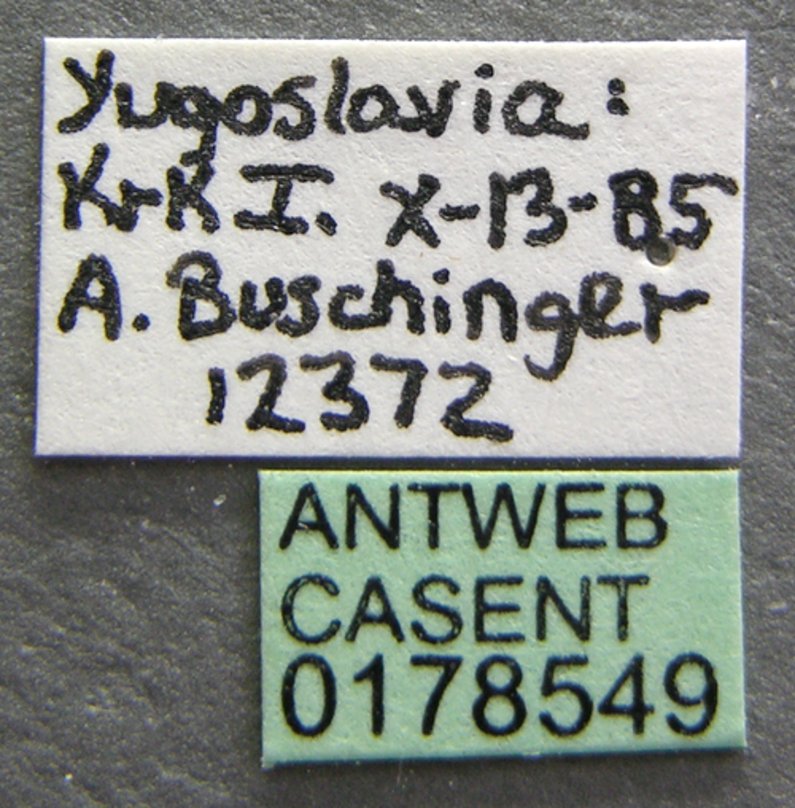 Yugoslavia:
Krk I. X-13-85
A. Buschinger
12372
ANTWEB
CASENT
0178549